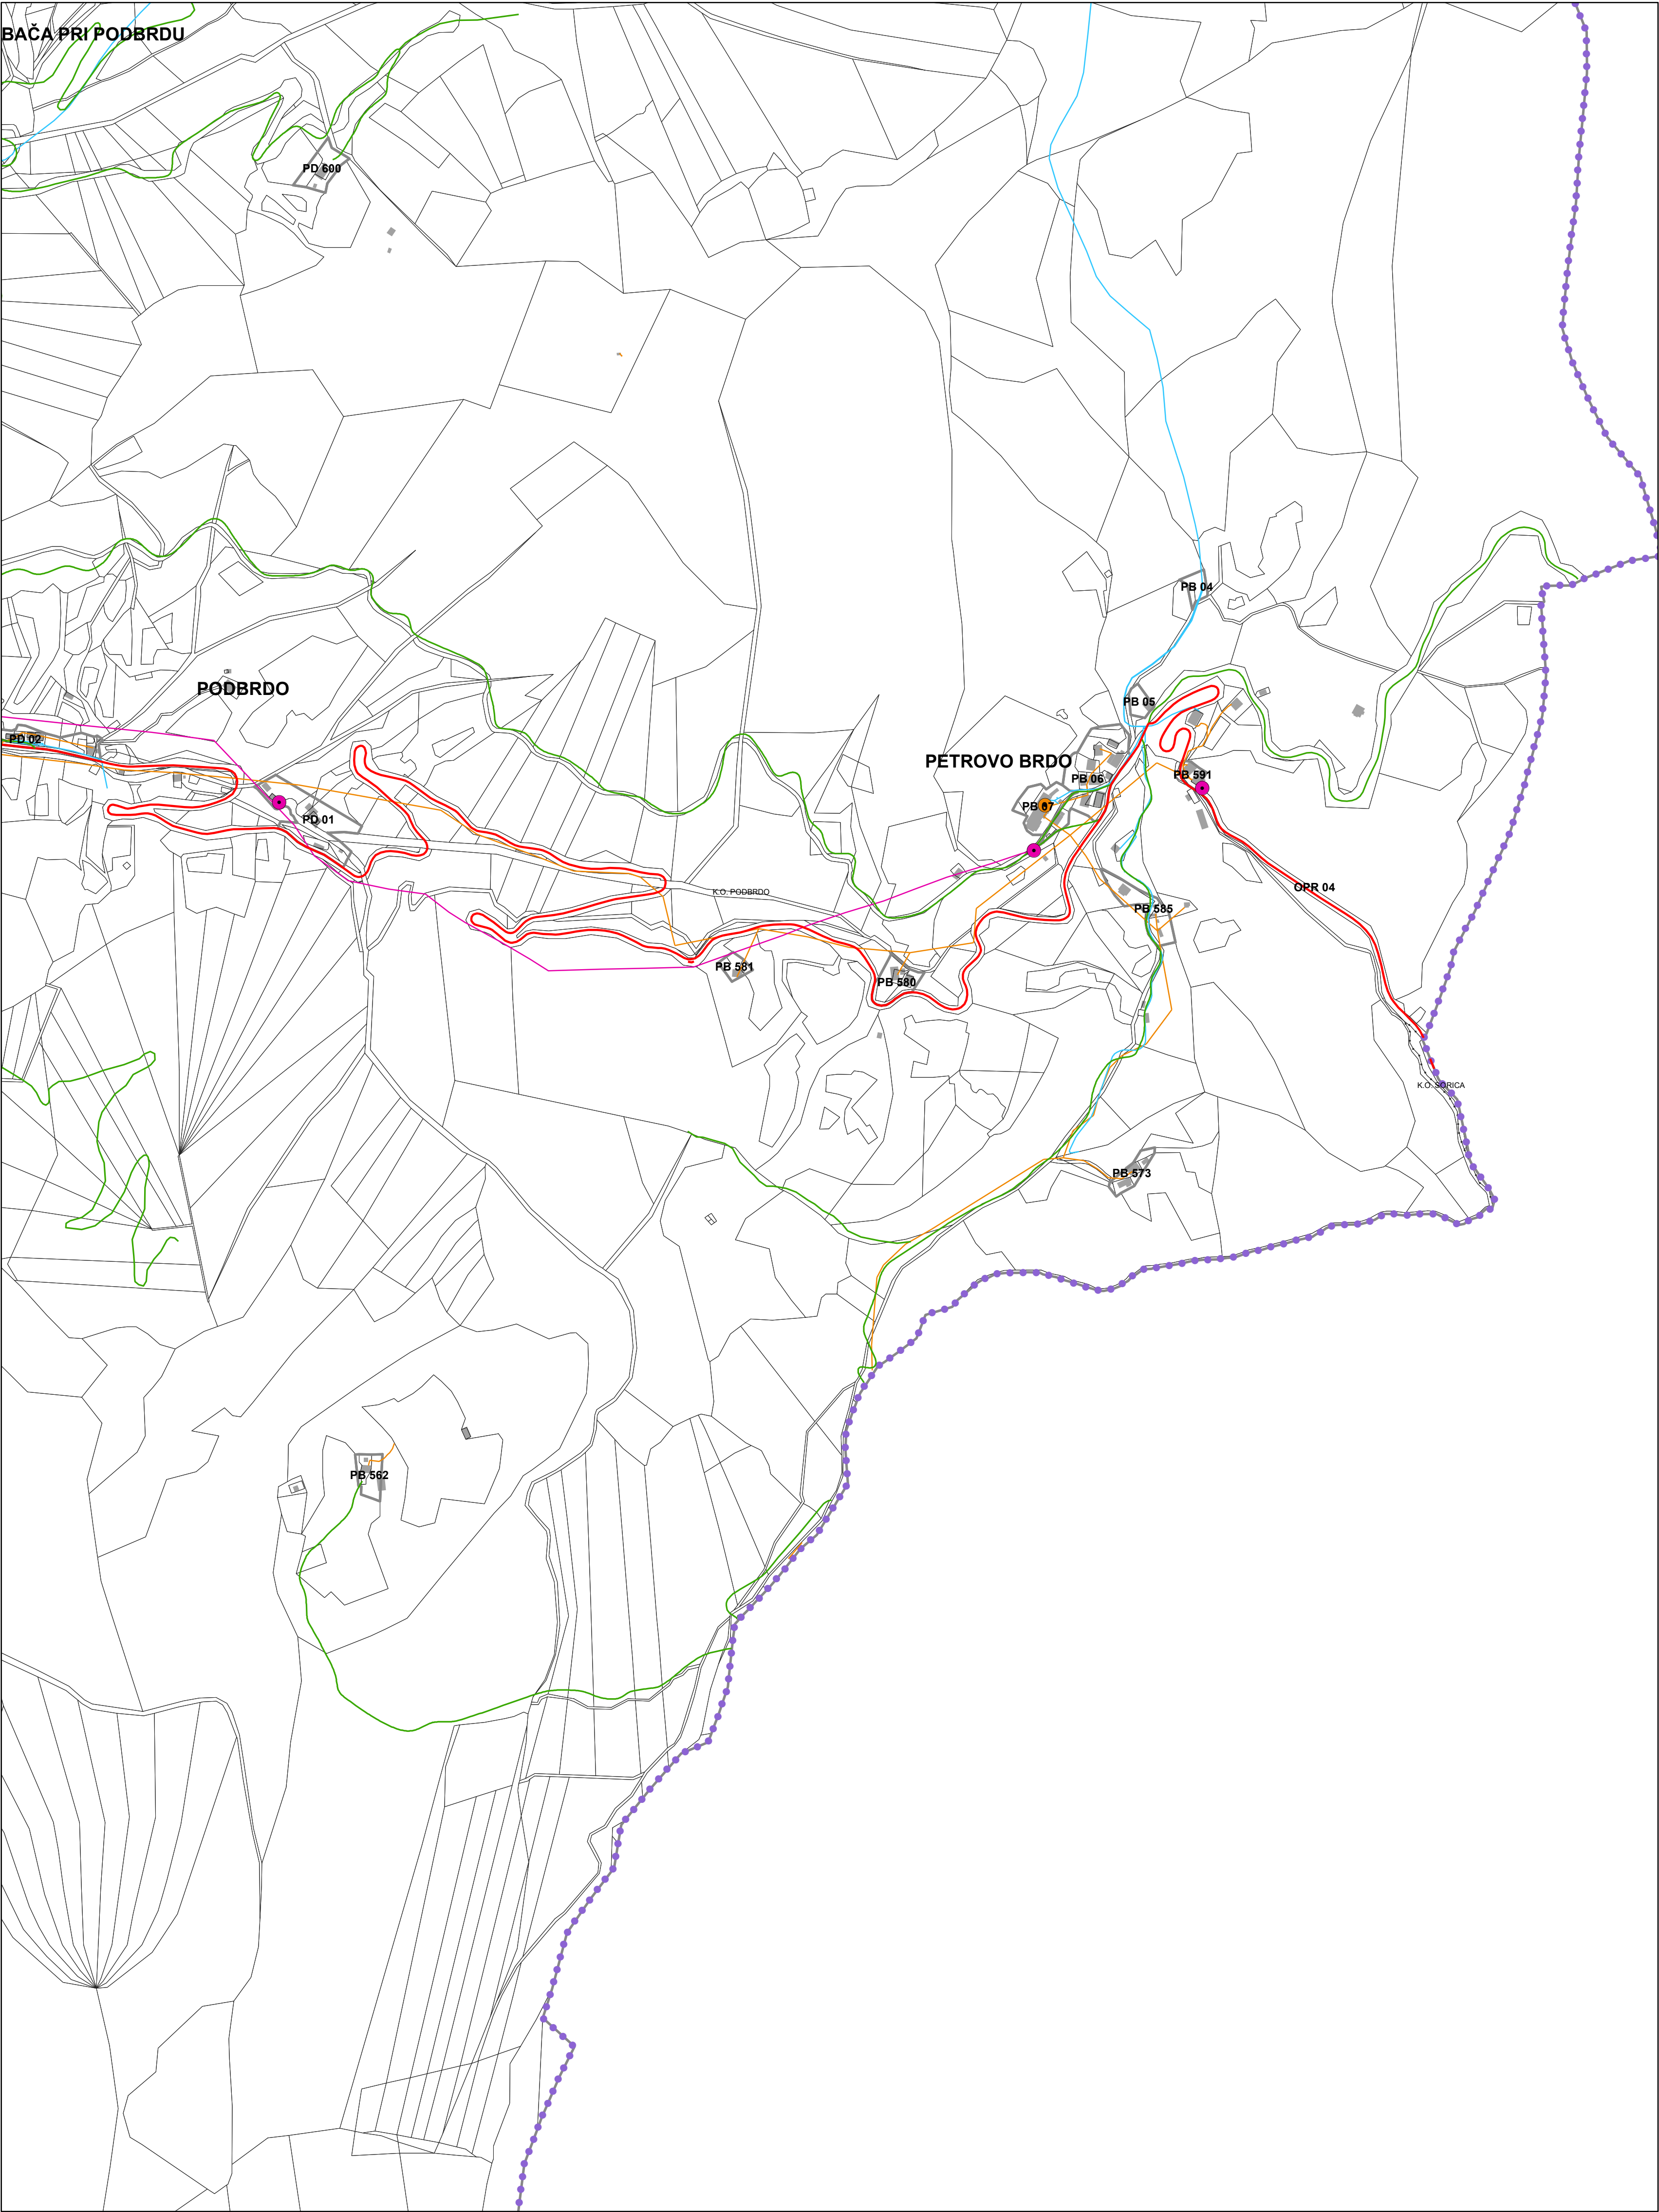 BAČA PRI PODBRDU
PD 600
PB 04
PODBRDO
PB 05
PD 02
PETROVO BRDO
PB 591
PB 06
PB 07
PD 01
OPR 04
K.O. PODBRDO
PB 585
PB 581
PB 580
K.O. SORICA
PB 573
PB 562